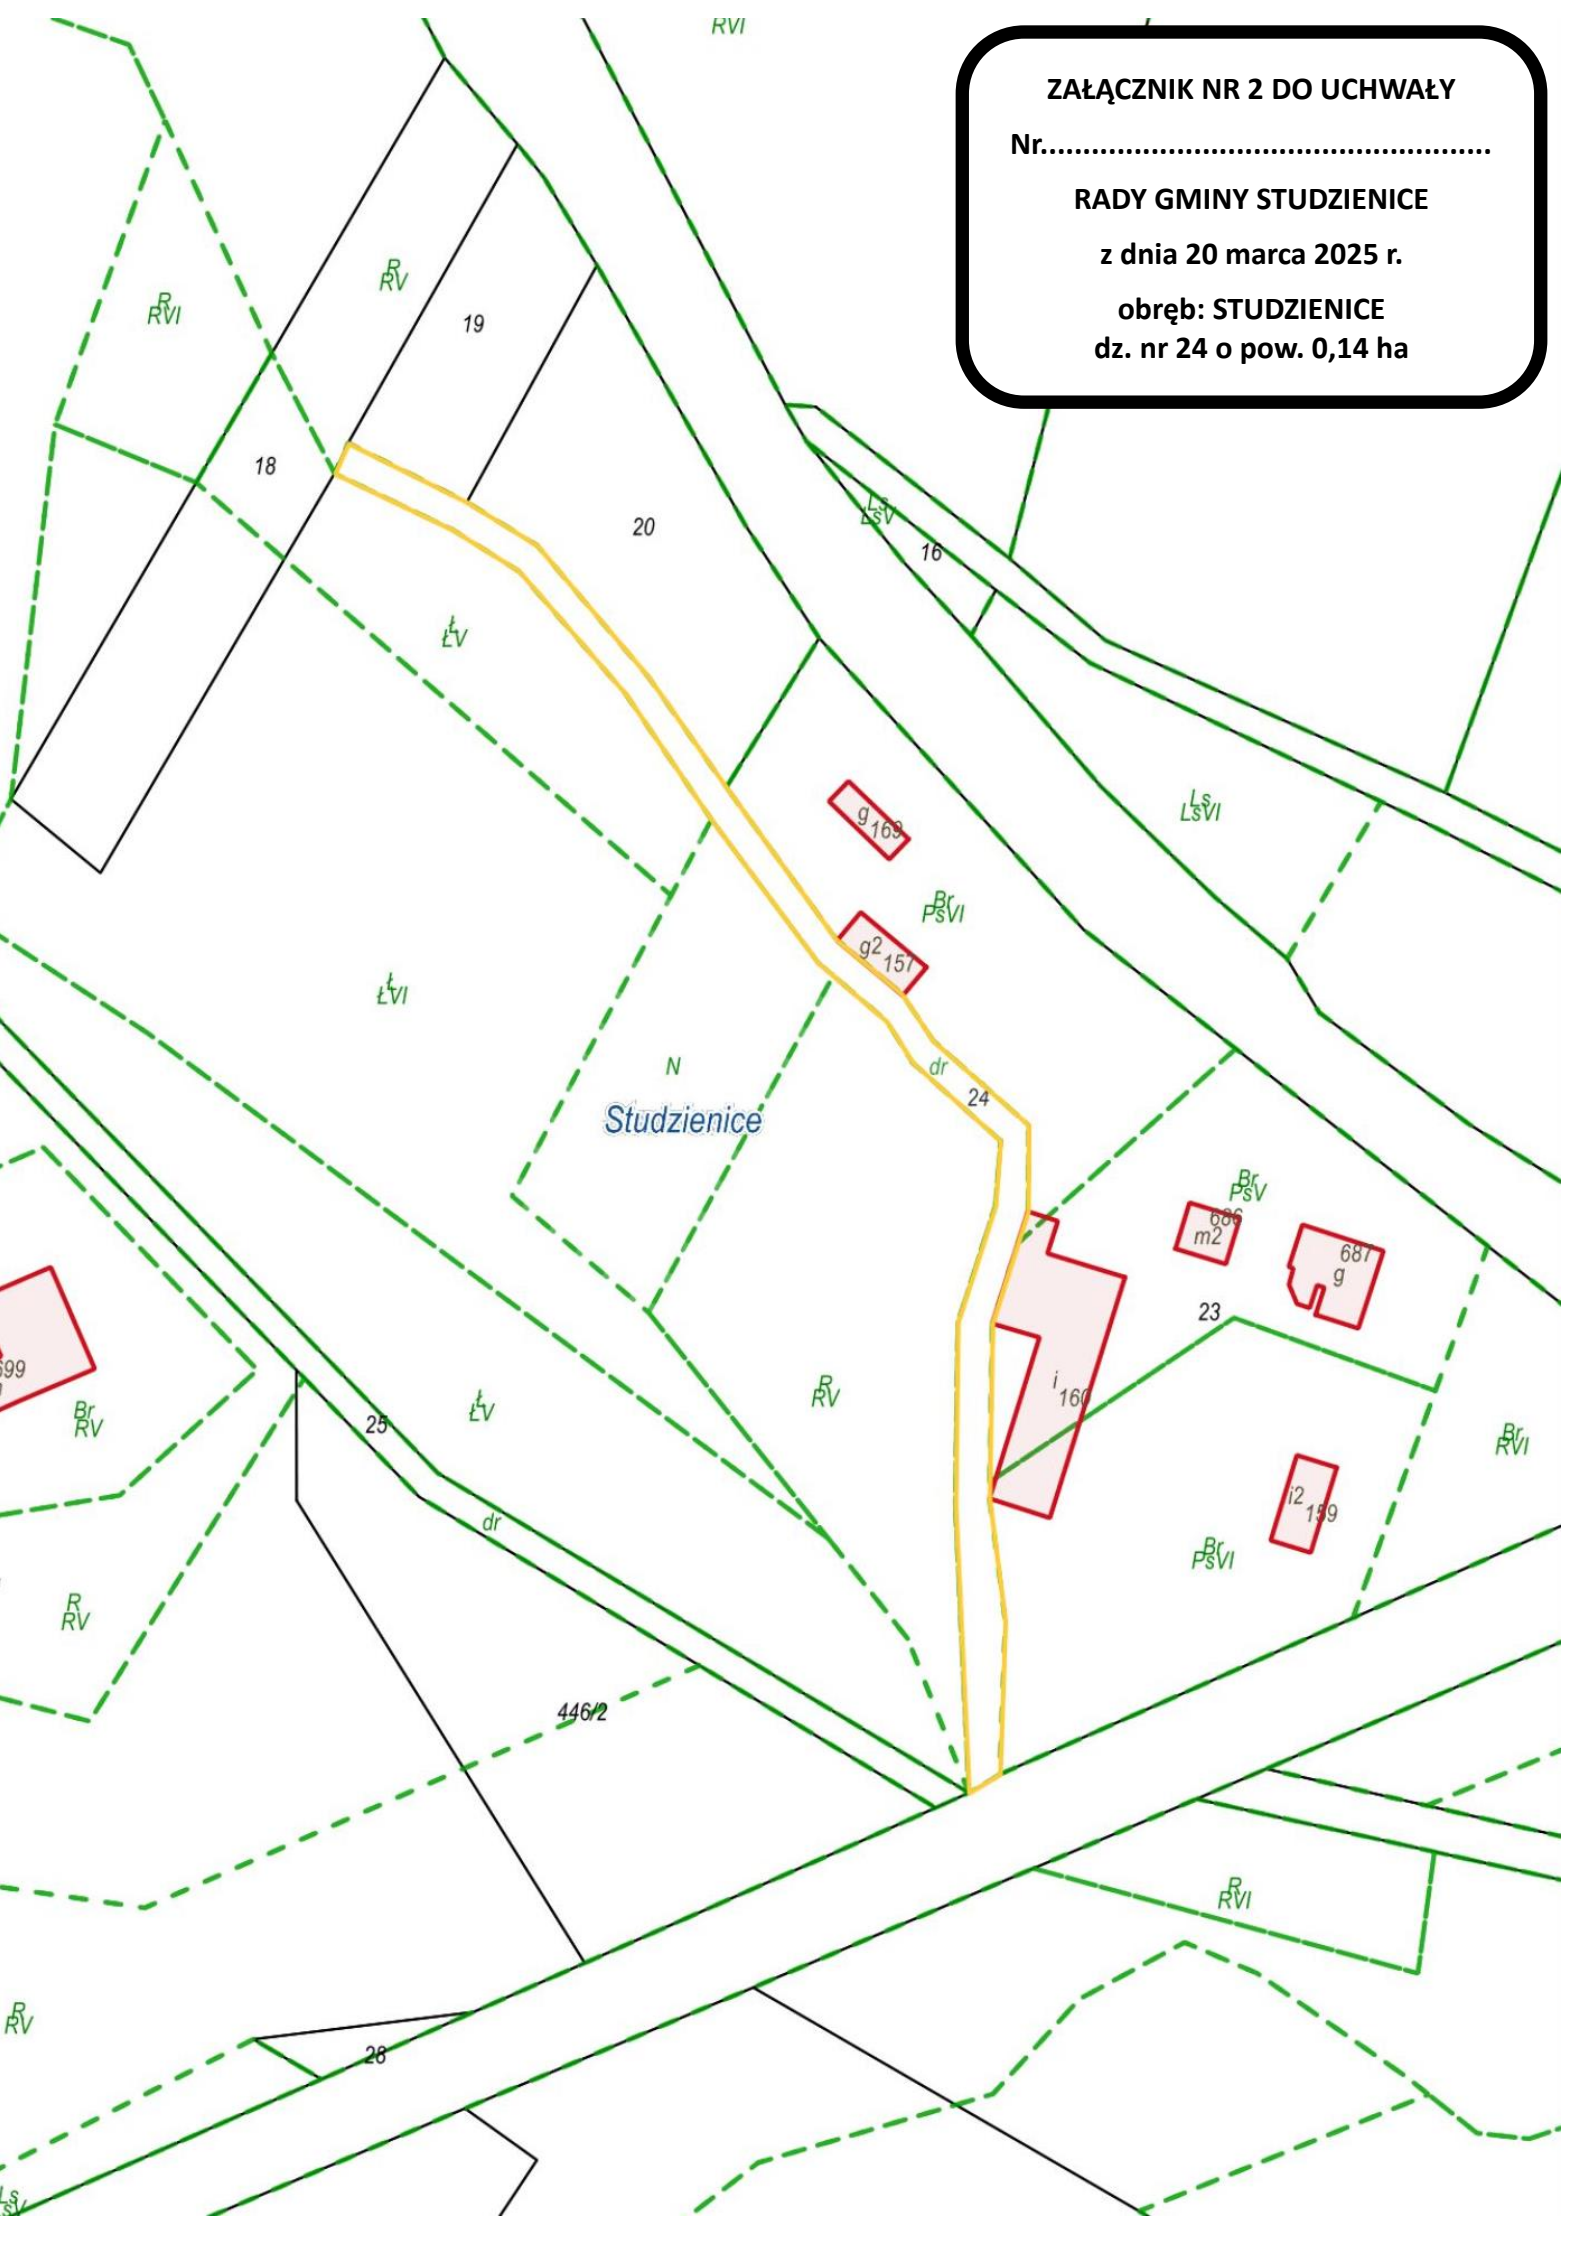 RVI
ZAŁĄCZNIK NR 2 DO UCHWAŁY
Nr......................................................
RADY GMINY STUDZIENICE
z dnia 20 marca 2025 r.
obręb: STUDZIENICE
dz. nr 24 o pow. 0,14 ha
R
RV
R
RVI
19
18
20
Ls
LsV
16
Ł
ŁV
Ls
LsVI
g
169
Br
PsVI
g2
157
Ł
ŁVI
N
dr
24
Studzienice
Br
PsV
686
m2
687
g
23
699
i
160
R
RV
Ł
ŁV
Br
RV
25
Br
RVI
i2
159
dr
Br
PsVI
R
RV
446/2
R
RVI
R
RV
28
Ls